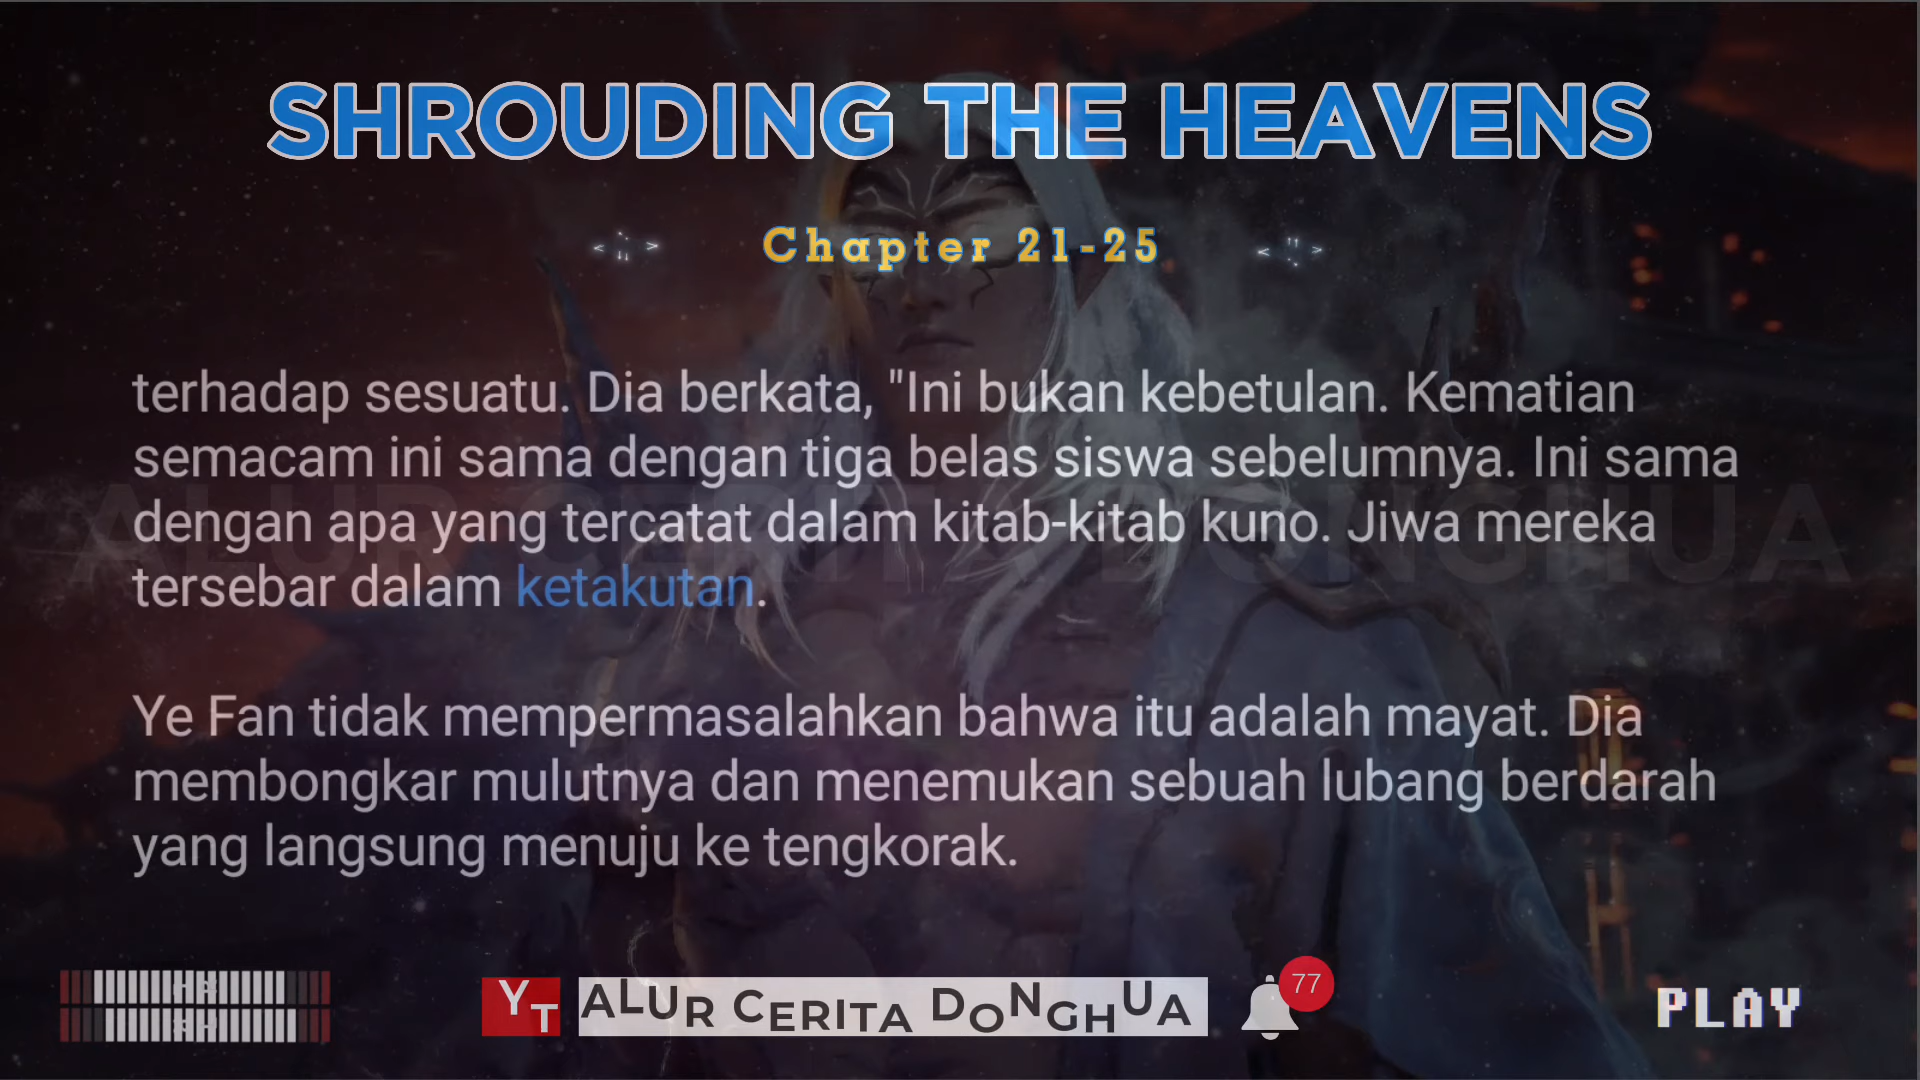 SHROUDING THE HEAVENS
Chapter 21-25
terhadap sesuatu. Dia berkata, "Ini bukan kebetulan. Kematian
semacam ini sama dengan tiga belas siswa sebelumnya. Ini sama
dengan apa yang tercatat dalam kitab-kitab kuno. Jiwa mereka
tersebar dalam ketakutan.
ALUR CERITA DONGHUA
Ye Fan tidak mempermasalahkan bahwa itu adalah mayat. Dia
membongkar mulutnya dan menemukan sebuah lubang berdarah
yang langsung menuju ke tengkorak.
YT ALUR CERITA DONGHUA 77
PLAY